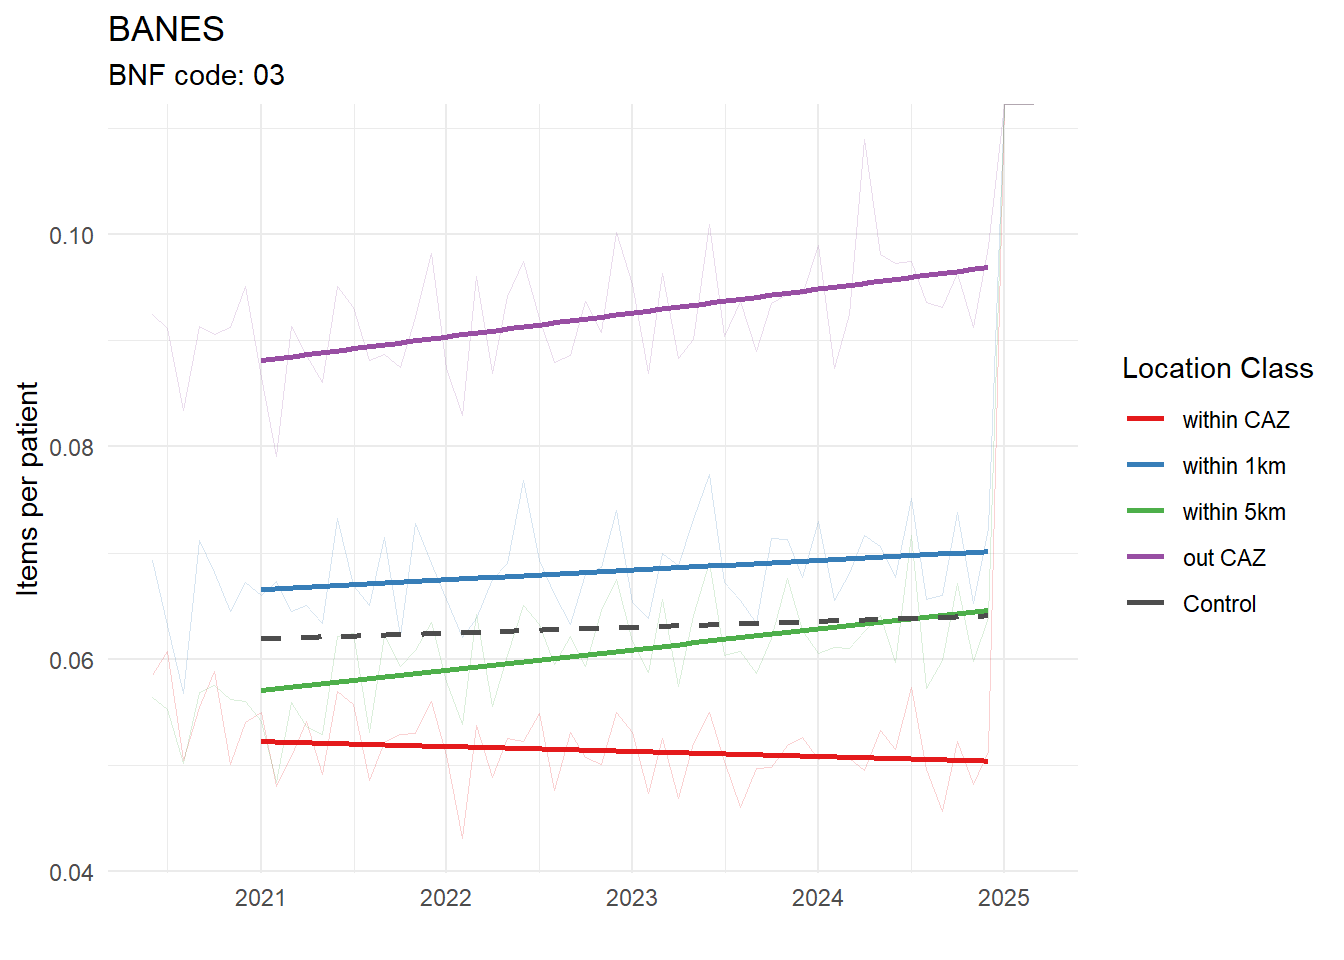 BANES
BNF code: 03
Items per patient
0.10
0.08
0.06
0.04
2021
2022
2023
2024
2025
Location Class
within CAZ
within 1km
within 5km
out CAZ
Control